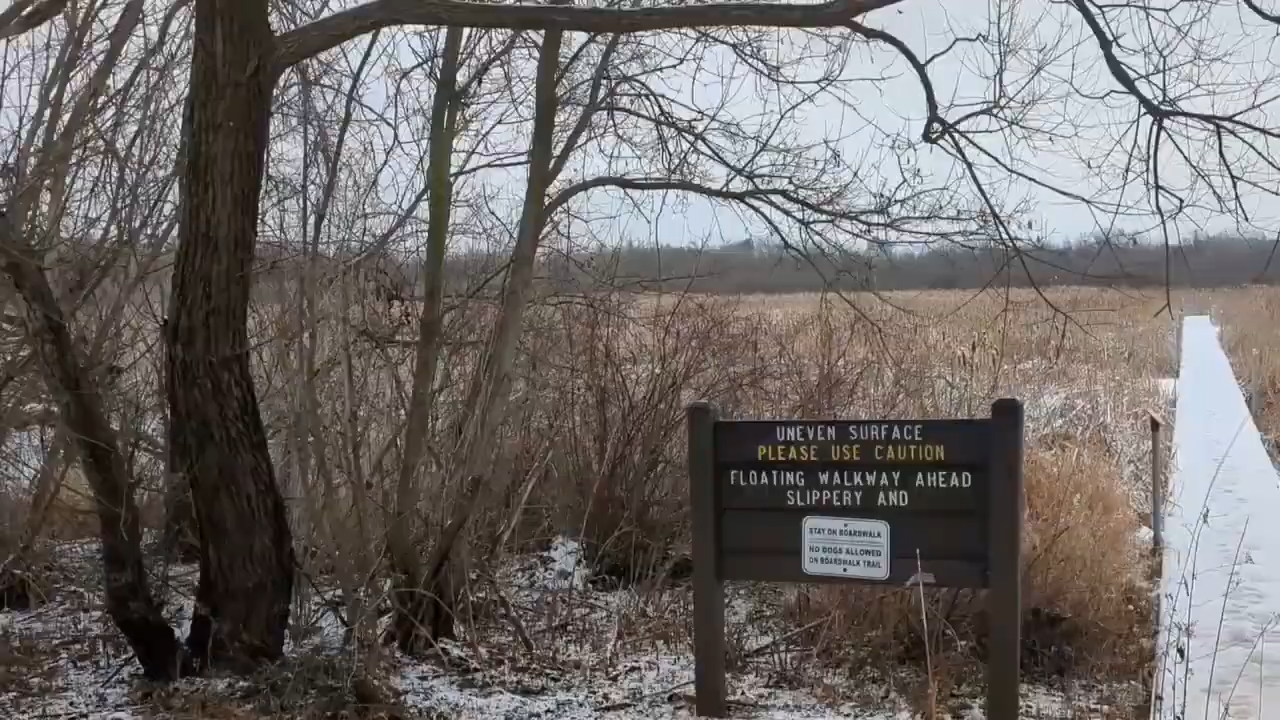 UNEVEN SURFACE
PLEASE USE CAUTION
FLOATING WALKWAY AHEAD
SLIPPERY AND
STAY ON BOARDWALK
NO DOGS ALLOWED
ON BOARDWALK TRAIL